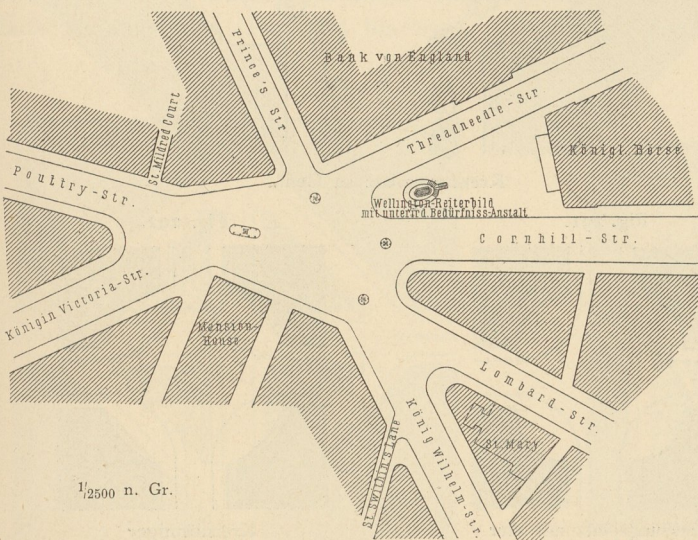 Prince's Str
Bank von England
St. Mildred Court
Threadneedle-Str
Königl. Börse
Poultry-Str.
Wellington-Reiterbild
mit unterird. Bedürfniss-Anstalt
Cornhill-Str.
Königin Victoria-Str.
Mansion-
House
Lombard-Str.
König Wilhelm-Str.
St. Mary
St. Swithin's Lane
1/2500 n. Gr.